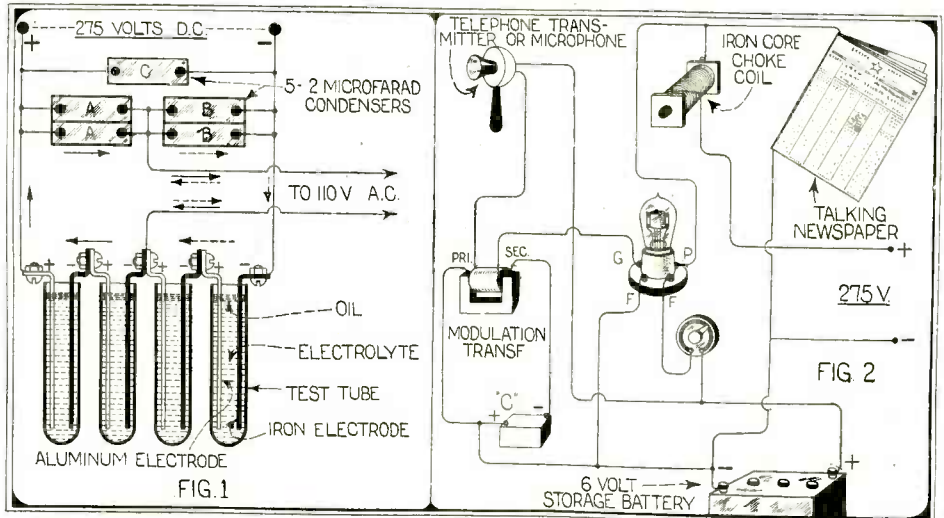 275 VOLTS D.C.
+
-
C
5-2 MICROFARAD
CONDENSERS
A
B
A
B
TO 110 V A.C.
+
-
+
-
+
-
+
-
OIL
ELECTROLYTE
TEST TUBE
IRON ELECTRODE
ALUMINUM ELECTRODE
FIG. 1
TELEPHONE TRANS-
MITTER OR MICROPHONE
IRON CORE
CHOKE
COIL
TALKING
NEWSPAPER
G
P
F
F
PRI.
SEC.
MODULATION
TRANSF
"C"
+
-
+
275 V.
-
FIG. 2
-
+
6 VOLT
STORAGE BATTERY